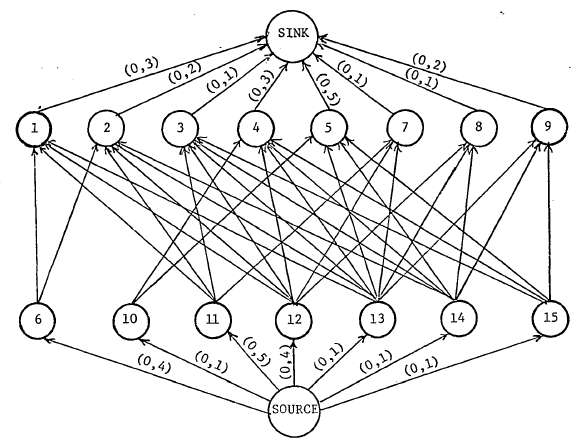 SINK
(0,3) (0,2) (0,1) (0,3) (0,5) (0,1) (0,1) (0,2)
1 2 3 4 5 7 8 9
6 10 11 12 13 14 15
(0,4) (0,1) (0,5) (0,4) (0,1) (0,1) (0,1)
SOURCE